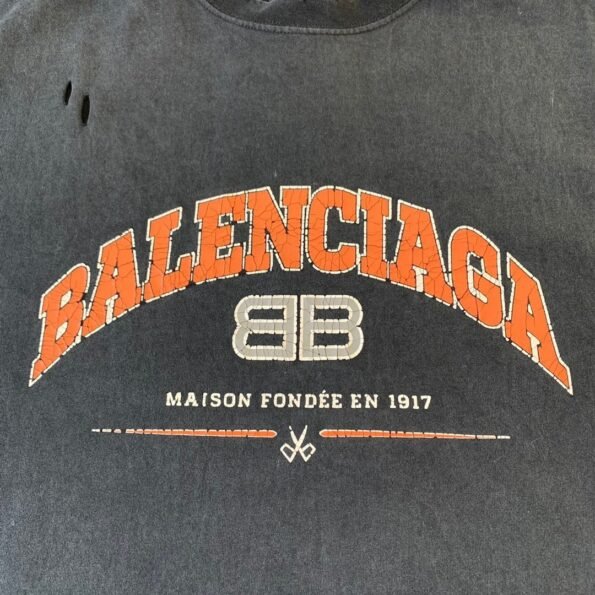 BALENCIAGA
BB
MAISON FONDÉE EN 1917